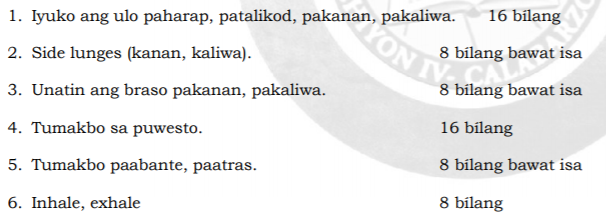 1. Iyuko ang ulo paharap, patalikod, pakanan, pakaliwa. 16 bilang
2. Side lunges (kanan, kaliwa). 8 bilang bawat isa
3. Unatin ang braso pakanan, pakaliwa. 8 bilang bawat isa
4. Tumakbo sa puwesto. 16 bilang
5. Tumakbo paabante, paatras. 8 bilang bawat isa
6. Inhale, exhale 8 bilang